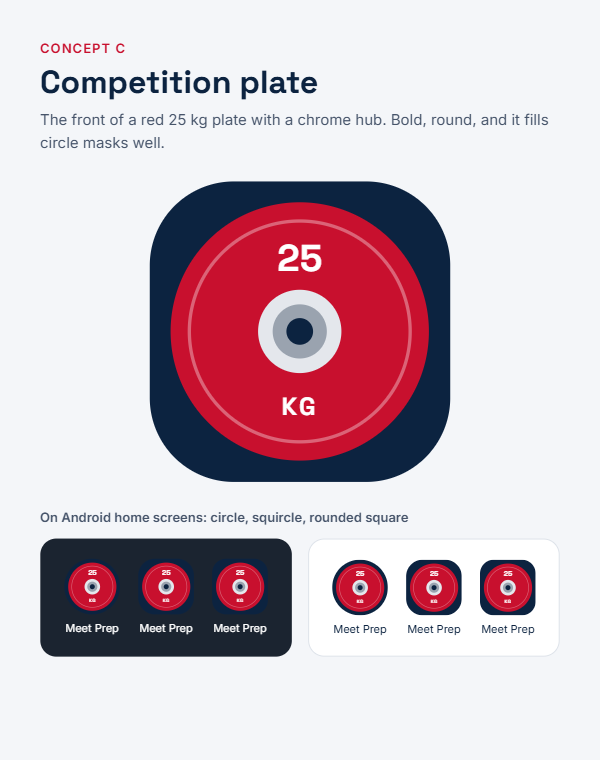 CONCEPT C
Competition plate
The front of a red 25 kg plate with a chrome hub. Bold, round, and it fills
circle masks well.
25
KG
On Android home screens: circle, squircle, rounded square
25 25 25 25 25 25
KG KG KG KG KG KG
Meet Prep Meet Prep Meet Prep Meet Prep Meet Prep Meet Prep